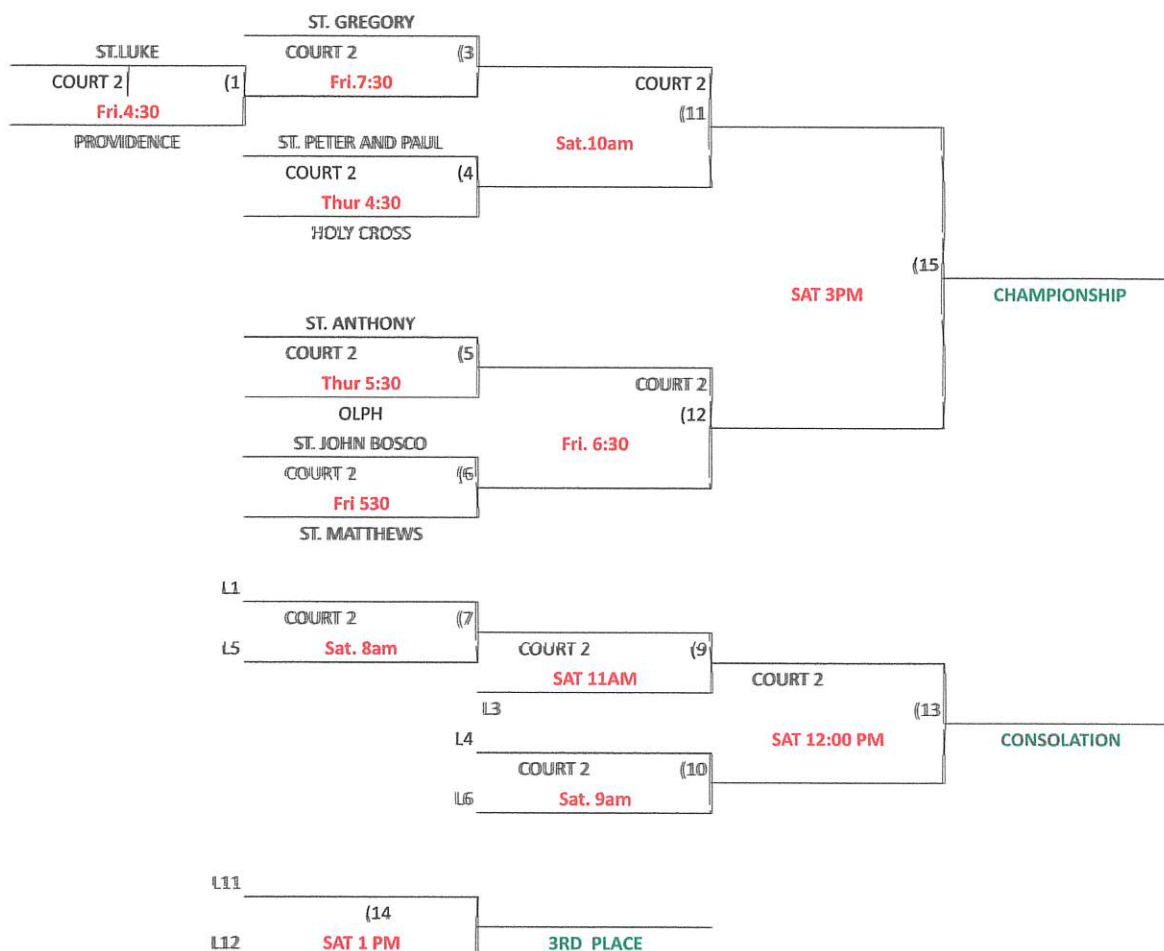 ST. GREGORY
ST.LUKE
COURT 2 (3
COURT 2 (1
Fri.7:30
COURT 2
Fri.4:30
(11
PROVIDENCE
ST. PETER AND PAUL
Sat.10am
COURT 2 (4
Thur 4:30
HOLY CROSS
(15
SAT 3PM
CHAMPIONSHIP
ST. ANTHONY
COURT 2 (5
Thur 5:30
COURT 2
OLPH
(12
ST. JOHN BOSCO
Fri. 6:30
COURT 2 (6
Fri 530
ST. MATTHEWS
L1
COURT 2 (7
L5
Sat. 8am
COURT 2 (9
SAT 11AM
COURT 2
L3
(13
L4
SAT 12:00 PM
CONSOLATION
COURT 2 (10
L6
Sat. 9am
L11
(14
L12
SAT 1 PM
3RD PLACE